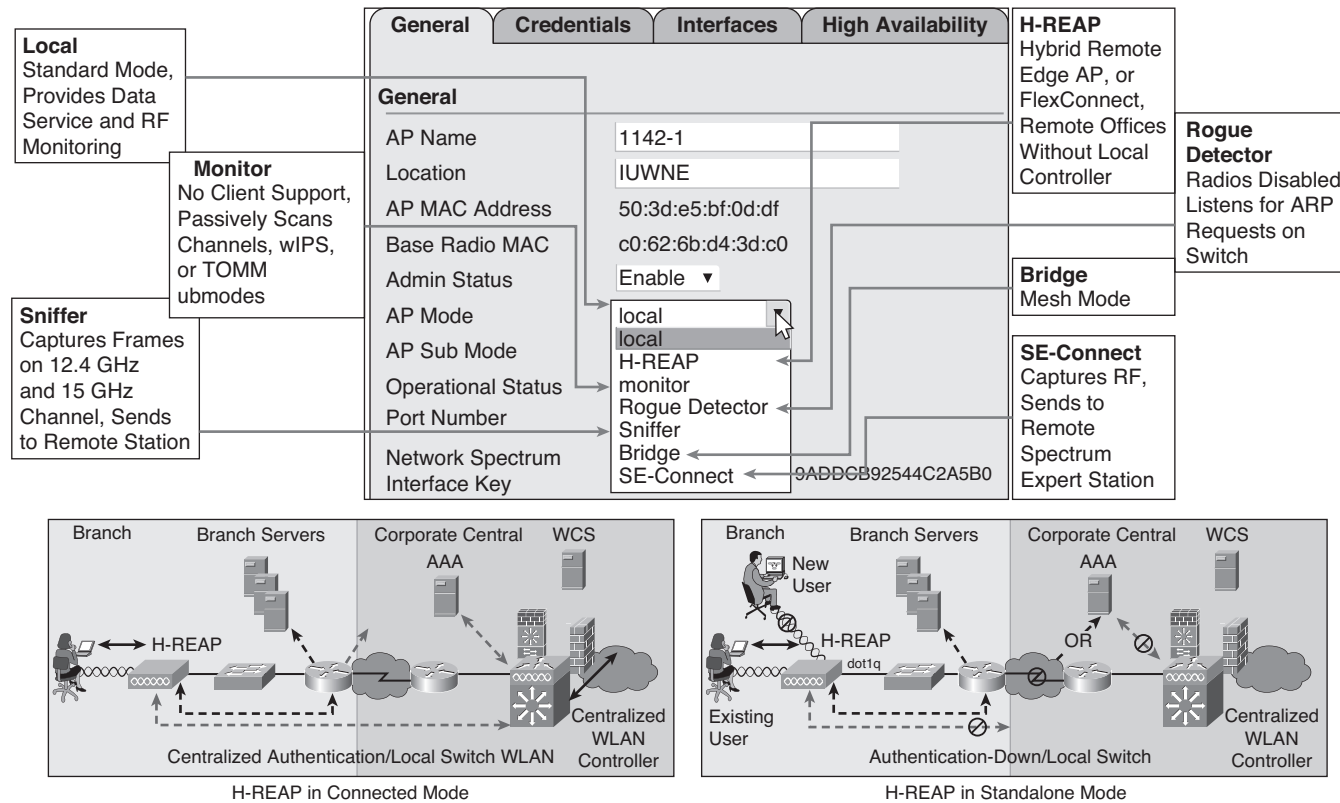 General
Credentials
Interfaces
High Availability
Local
Standard Mode,
Provides Data
Service and RF
Monitoring
Monitor
No Client Support,
Passively Scans
Channels, wIPS,
or TOMM
ubmodes
Sniffer
Captures Frames
on 12.4 GHz
and 15 GHz
Channel, Sends
to Remote Station
General
AP Name
1142-1
Location
IUWNE
AP MAC Address
50:3d:e5:bf:0d:df
Base Radio MAC
c0:62:6b:d4:3d:c0
Admin Status
Enable
AP Mode
local
AP Sub Mode
Operational Status
Port Number
Network Spectrum
Interface Key
local
H-REAP
monitor
Rogue Detector
Sniffer
Bridge
SE-Connect
9ADDCB92544C2A5B0
H-REAP
Hybrid Remote
Edge AP, or
FlexConnect,
Remote Offices
Without Local
Controller
Rogue
Detector
Radios Disabled
Listens for ARP
Requests on
Switch
Bridge
Mesh Mode
SE-Connect
Captures RF,
Sends to
Remote
Spectrum
Expert Station
Branch
Branch Servers
Corporate Central
WCS
AAA
H-REAP
Centralized Authentication/Local Switch WLAN
Centralized
WLAN
Controller
H-REAP in Connected Mode
Branch
Branch Servers
Corporate Central
WCS
New
User
AAA
OR
H-REAP
dot1q
Existing
User
Authentication-Down/Local Switch
Centralized
WLAN
Controller
H-REAP in Standalone Mode